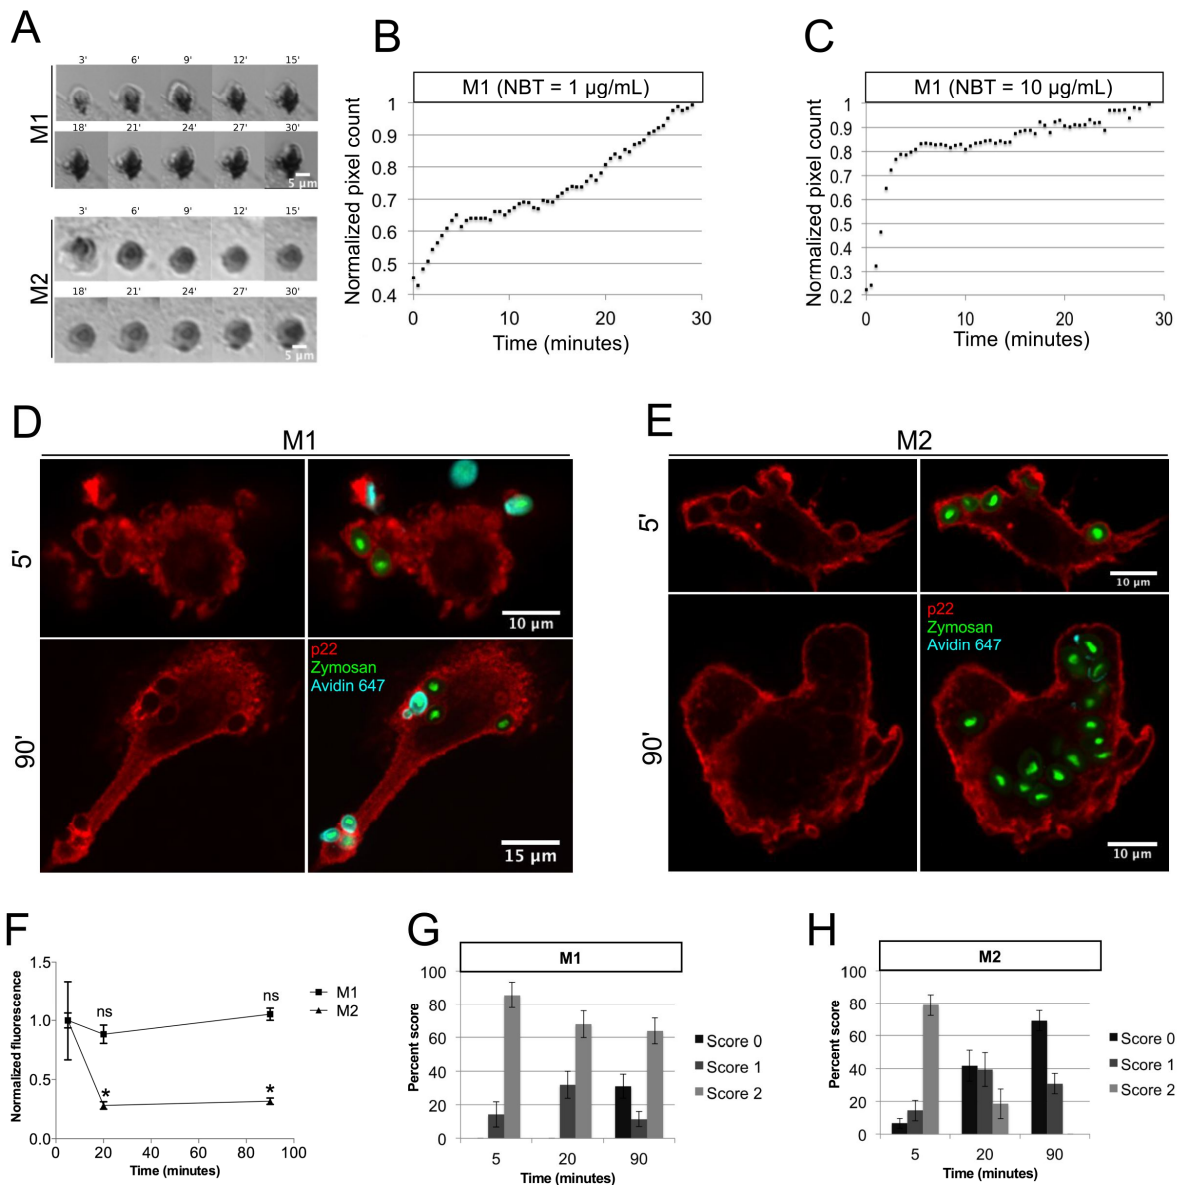 A
3' 6' 9' 12' 15'
M1
18' 21' 24' 27' 30'
5 µm
3' 6' 9' 12' 15'
M2
18' 21' 24' 27' 30'
5 µm
B
M1 (NBT = 1 µg/mL)
Normalized pixel count
1
0.9
0.8
0.7
0.6
0.5
0.4
0 10 20 30
Time (minutes)
C
M1 (NBT = 10 µg/mL)
Normalized pixel count
1
0.9
0.8
0.7
0.6
0.5
0.4
0.3
0.2
0 10 20 30
Time (minutes)
D
M1
5'
10 µm
90'
p22
Zymosan
Avidin 647
15 µm
E
M2
5'
10 µm
90'
p22
Zymosan
Avidin 647
10 µm
F
Normalized fluorescence
1.5
1.0
0.5
0.0
ns
ns
*
*
M1
M2
0 20 40 60 80 100
Time (minutes)
G
M1
Percent score
100
80
60
40
20
0
5 20 90
Time (minutes)
Score 0
Score 1
Score 2
H
M2
Percent score
100
80
60
40
20
0
5 20 90
Time (minutes)
Score 0
Score 1
Score 2